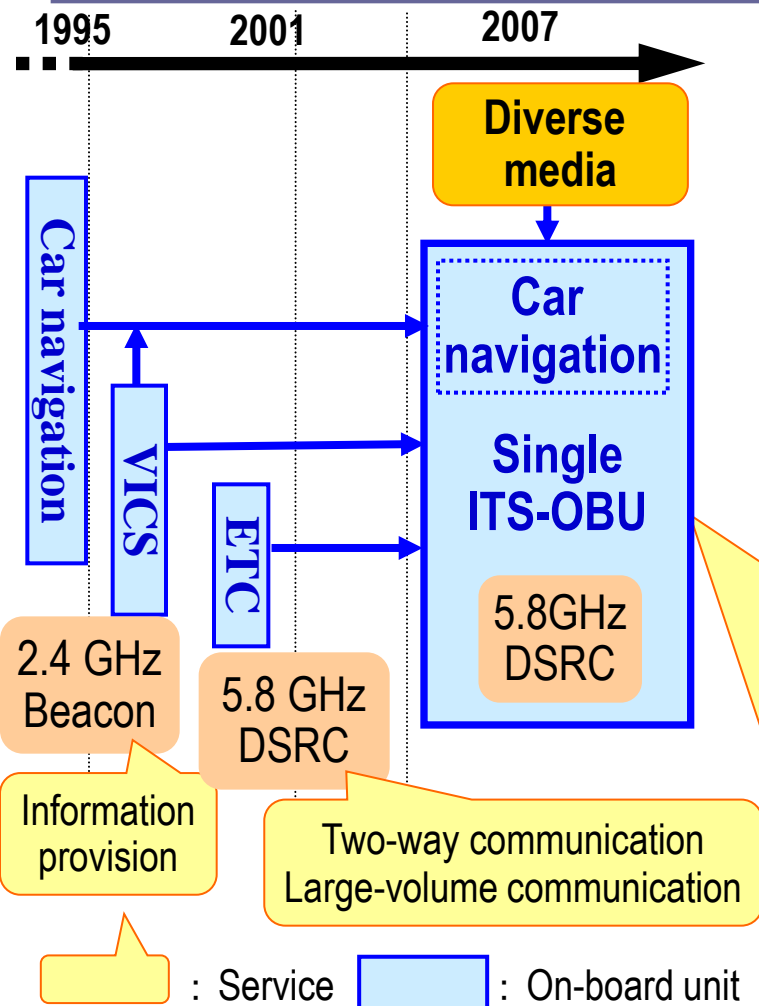 1995 2001 2007
Diverse
media
Car navigation
Car
navigation
VICS
Single
ITS-OBU
ETC
5.8GHz
DSRC
2.4 GHz
Beacon
5.8 GHz
DSRC
Information
provision
Two-way communication
Large-volume communication
: Service : On-board unit